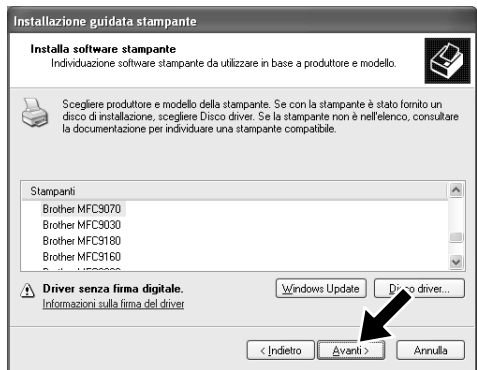 Installazione guidata stampante
Installa software stampante
Individuazione software stampante da utilizzare in base a produttore e modello.
Scegliere produttore e modello della stampante. Se con la stampante è stato fornito un
disco di installazione, scegliere Disco driver. Se la stampante non è nell'elenco, consultare
la documentazione per individuare una stampante compatibile.
Stampanti
Brother MFC9070
Brother MFC9030
Brother MFC9180
Brother MFC9160
Driver senza firma digitale.
Informazioni sulla firma del driver
Windows Update
Disco driver...
< Indietro
Avanti >
Annulla